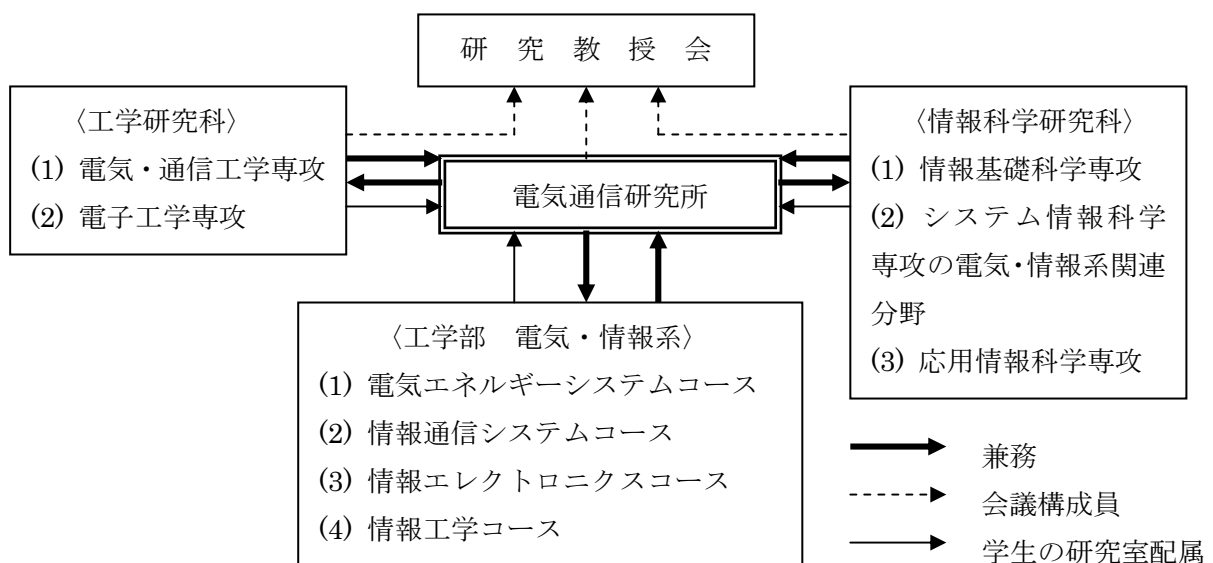 研 究 教 授 会
〈工学研究科〉
(1) 電気・通信工学専攻
(2) 電子工学専攻
電気通信研究所
〈情報科学研究科〉
(1) 情報基礎科学専攻
(2) システム情報科学
専攻の電気・情報系関連
分野
(3) 応用情報科学専攻
〈工学部 電気・情報系〉
(1) 電気エネルギーシステムコース
(2) 情報通信システムコース
(3) 情報エレクトロニクスコース
(4) 情報工学コース
兼務
会議構成員
学生の研究室配属